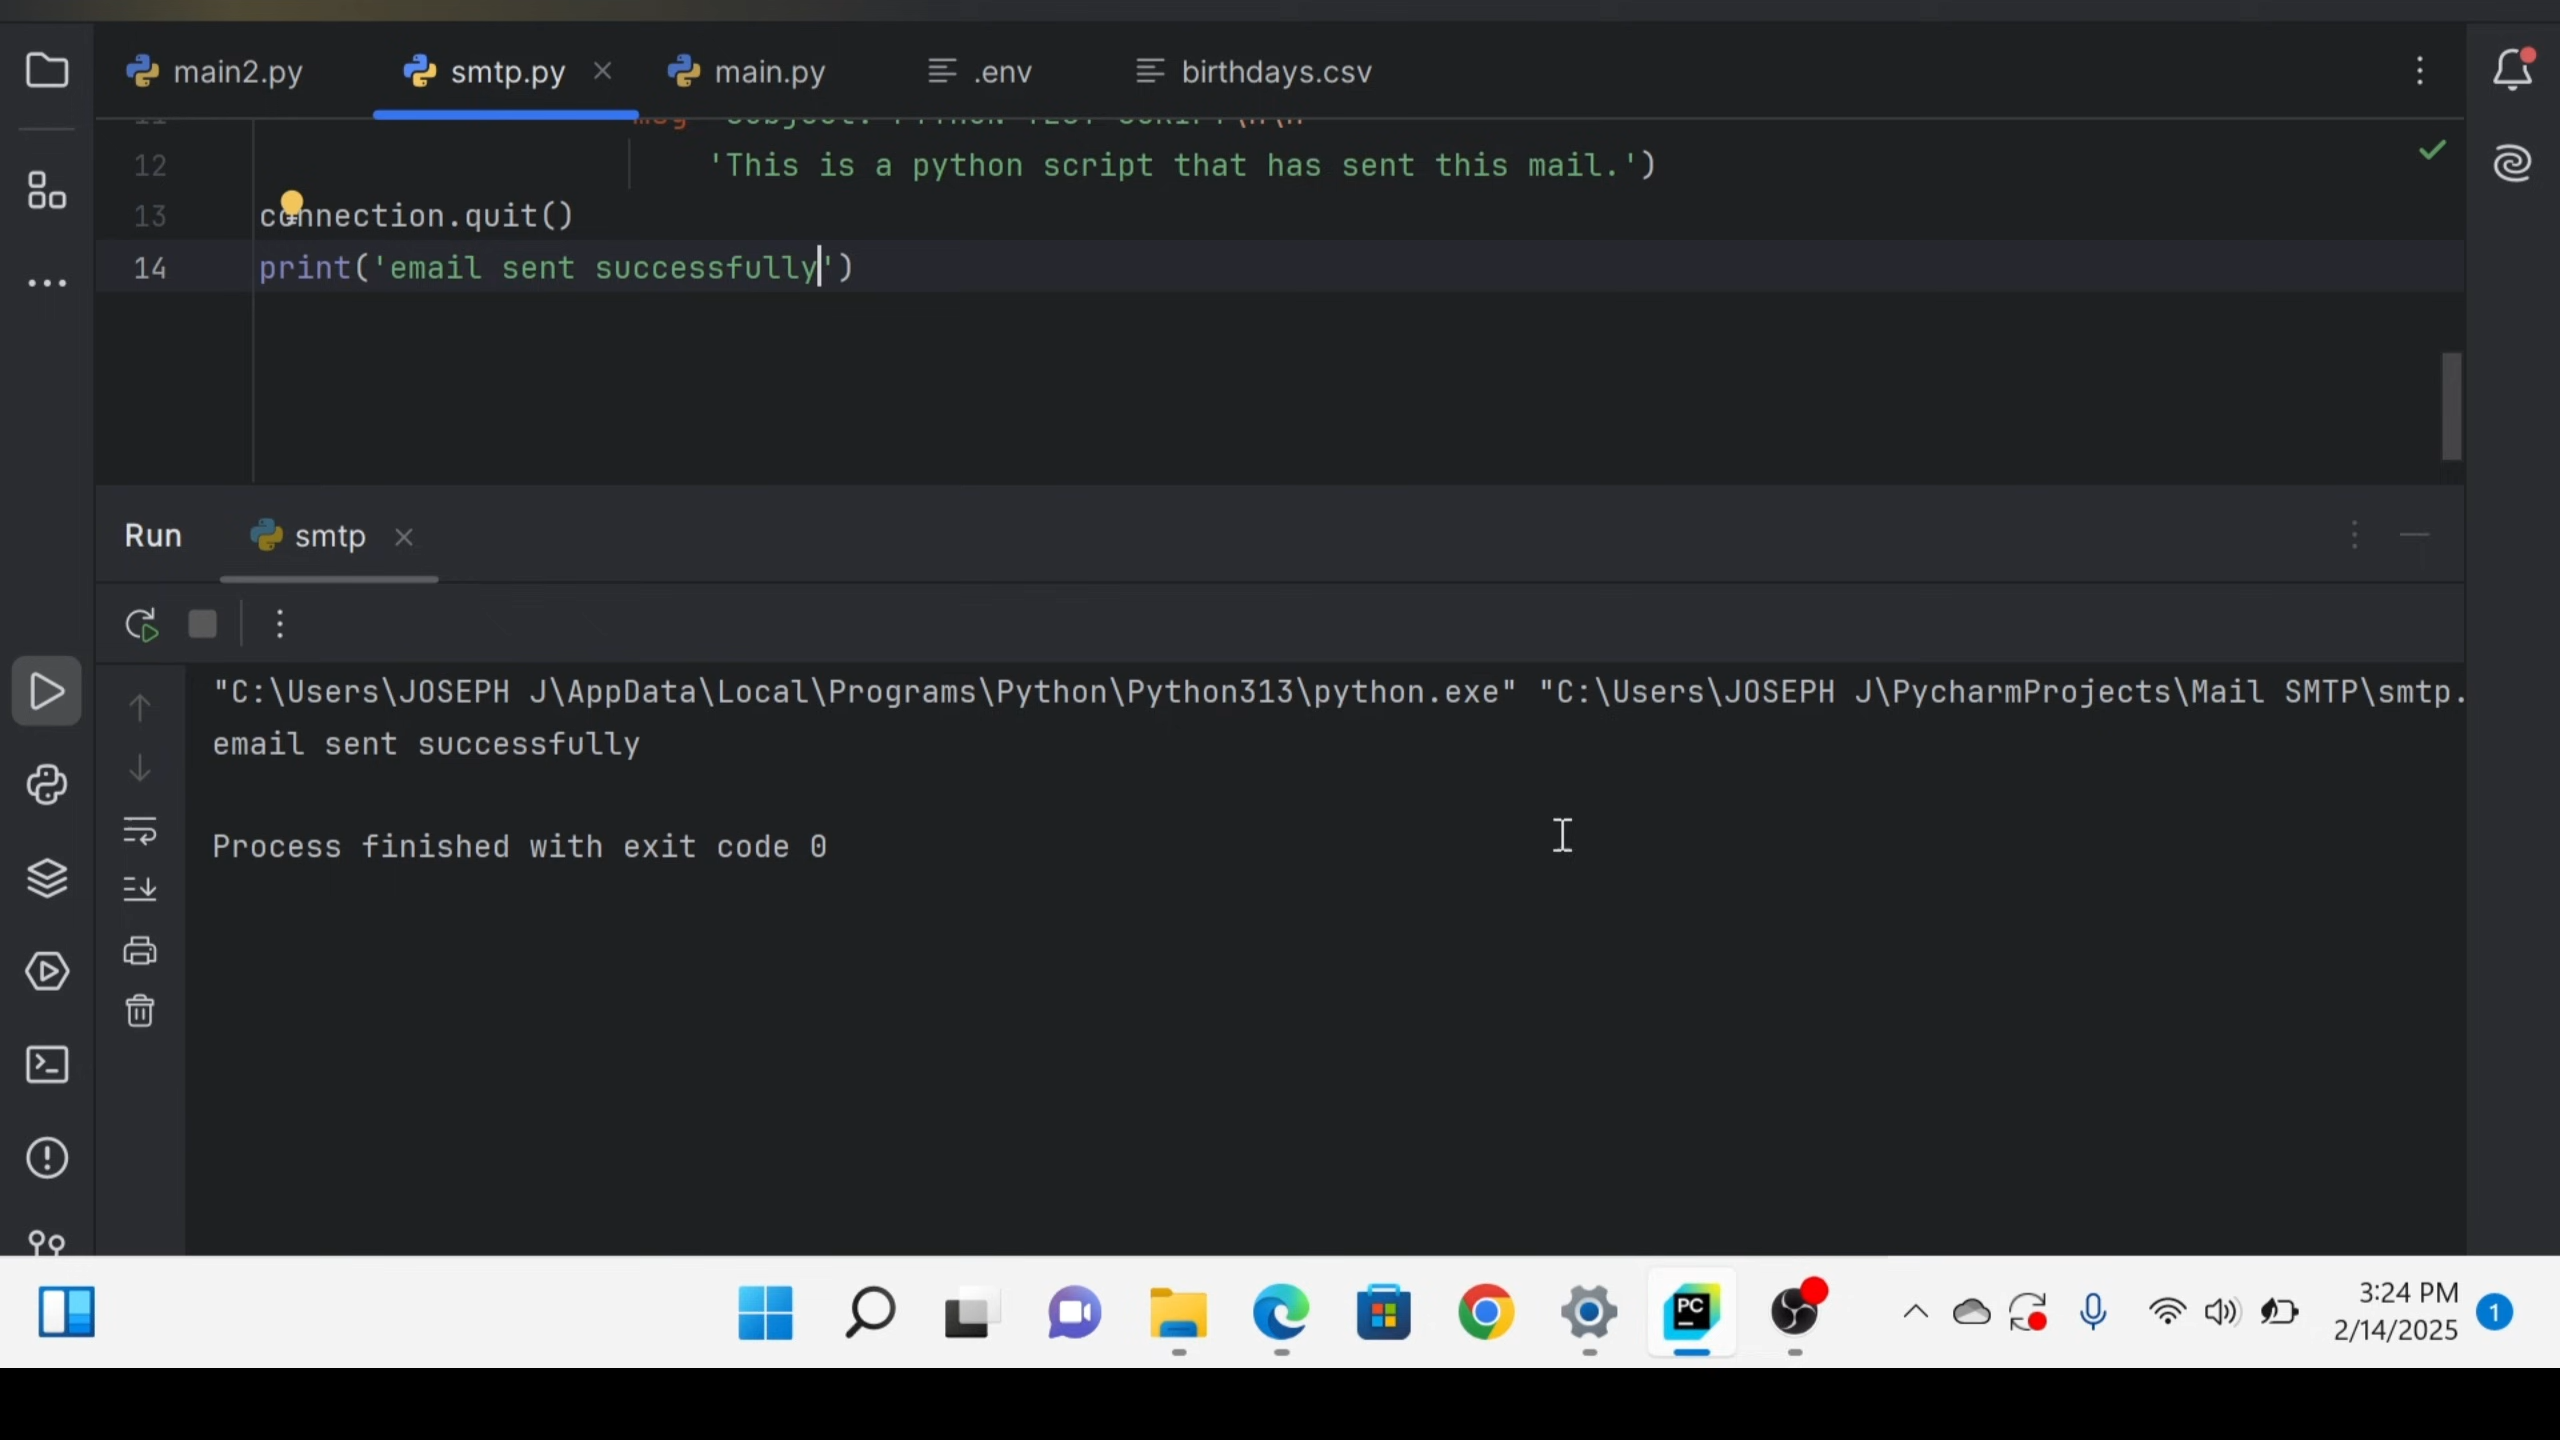 main2.py
smtp.py
main.py
.env
birthdays.csv
12 'This is a python script that has sent this mail.')
13 connection.quit()
14 print('email sent successfully')
Run
smtp
"C:\Users\JOSEPH J\AppData\Local\Programs\Python\Python313\python.exe" "C:\Users\JOSEPH J\PycharmProjects\Mail SMTP\smtp.
email sent successfully
Process finished with exit code 0
PC
3:24 PM
2/14/2025
1